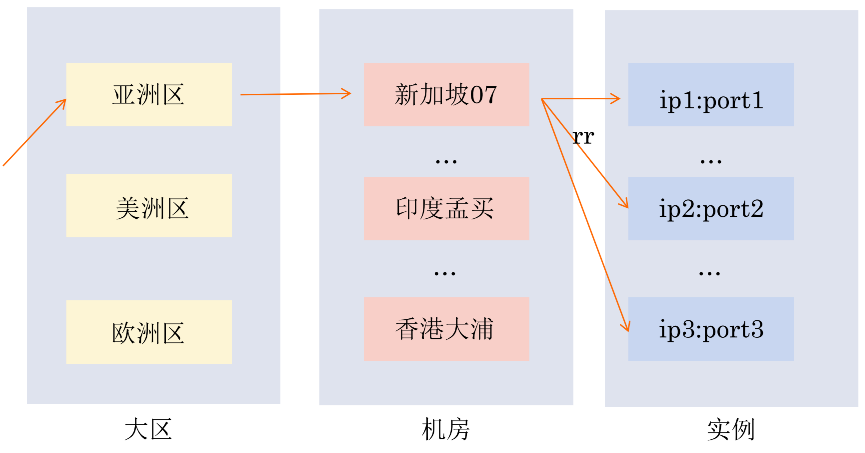 亚洲区
美洲区
欧洲区
大区
新加坡07
...
印度孟买
...
香港大浦
机房
rr
ip1:port1
...
ip2:port2
...
ip3:port3
实例